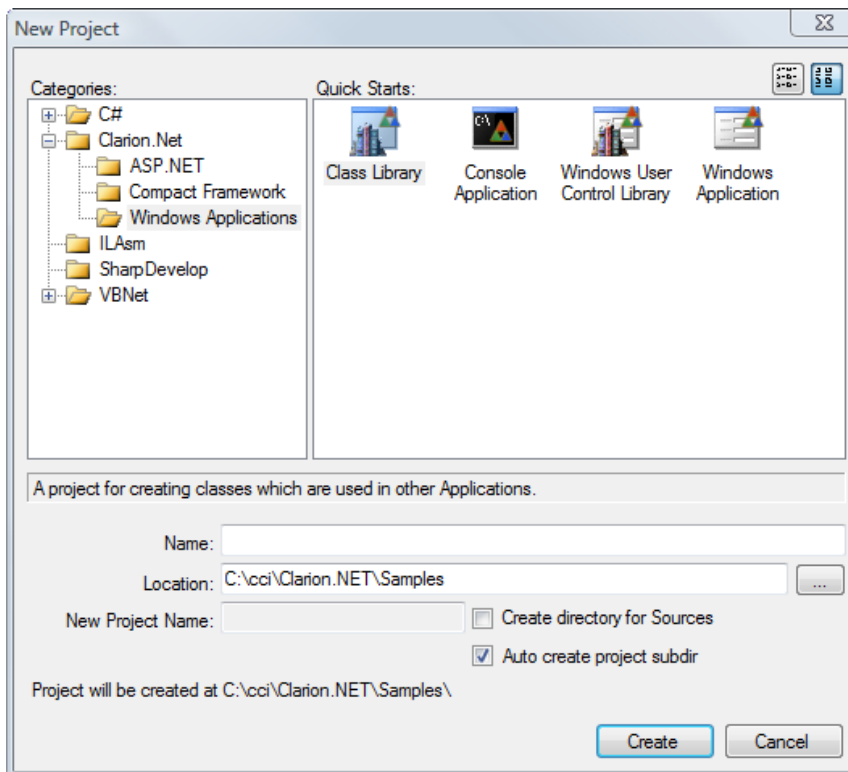 New Project
Categories:
Quick Starts:
C#
Clarion.Net
ASP.NET
Compact Framework
Windows Applications
ILAsm
SharpDevelop
VBNet
C:\
Class Library
Console
Application
Windows User
Control Library
Windows
Application
A project for creating classes which are used in other Applications.
Name:
Location: C:\cci\Clarion.NET\Samples ...
New Project Name: Create directory for Sources
Auto create project subdir
Project will be created at C:\cci\Clarion.NET\Samples\
Create Cancel